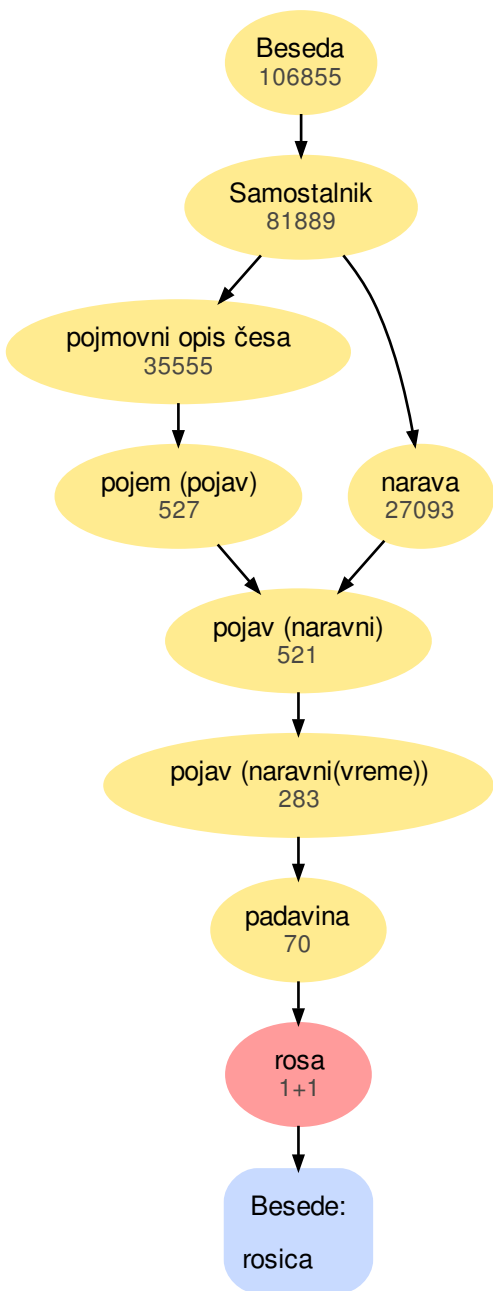 Beseda
106855
Samostalnik
81889
pojmovni opis česa
35555
pojem (pojav)
527
narava
27093
pojav (naravni)
521
pojav (naravni(vreme))
283
padavina
70
rosa
1+1
Besede:
rosica